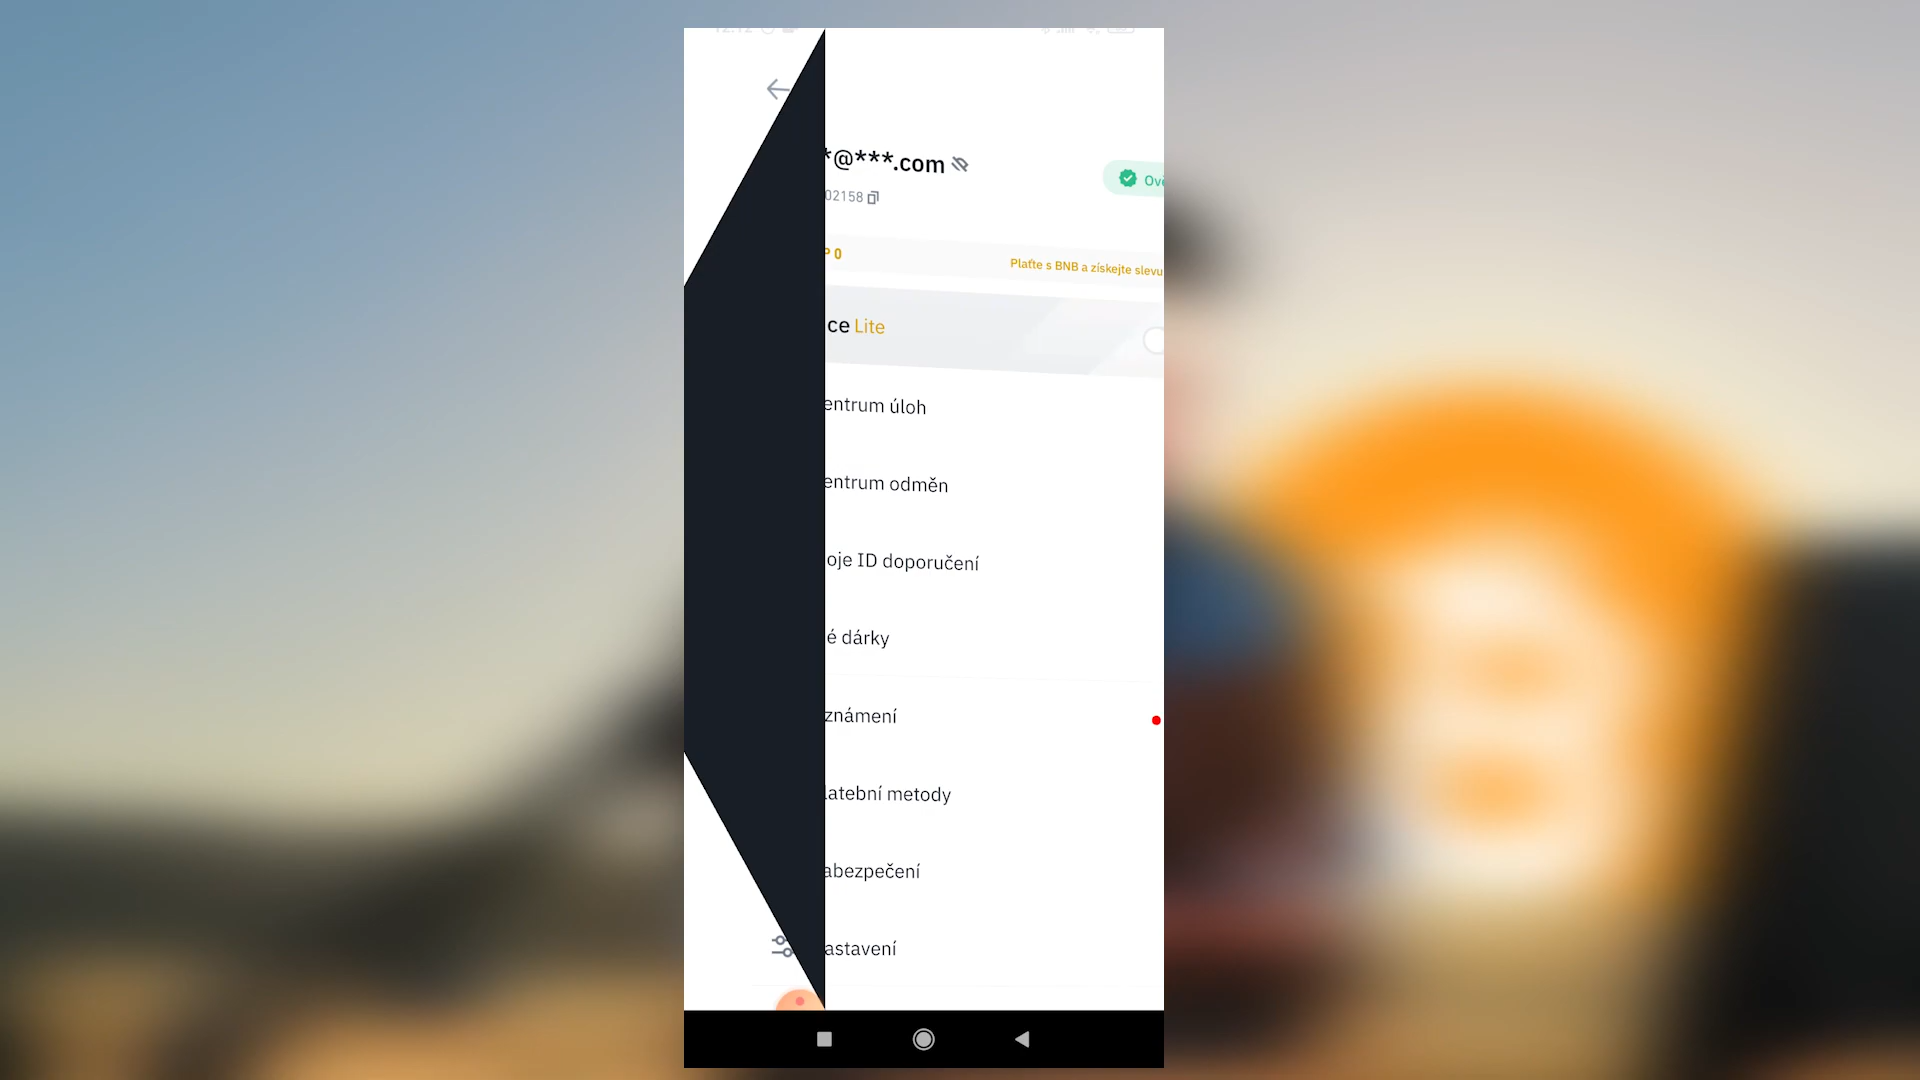 *@***.com
02158
Ově
P 0
Plaťte s BNB a získejte slevu
ce Lite
entrum úloh
entrum odměn
oje ID doporučení
é dárky
známení
latební metody
abezpečení
astavení